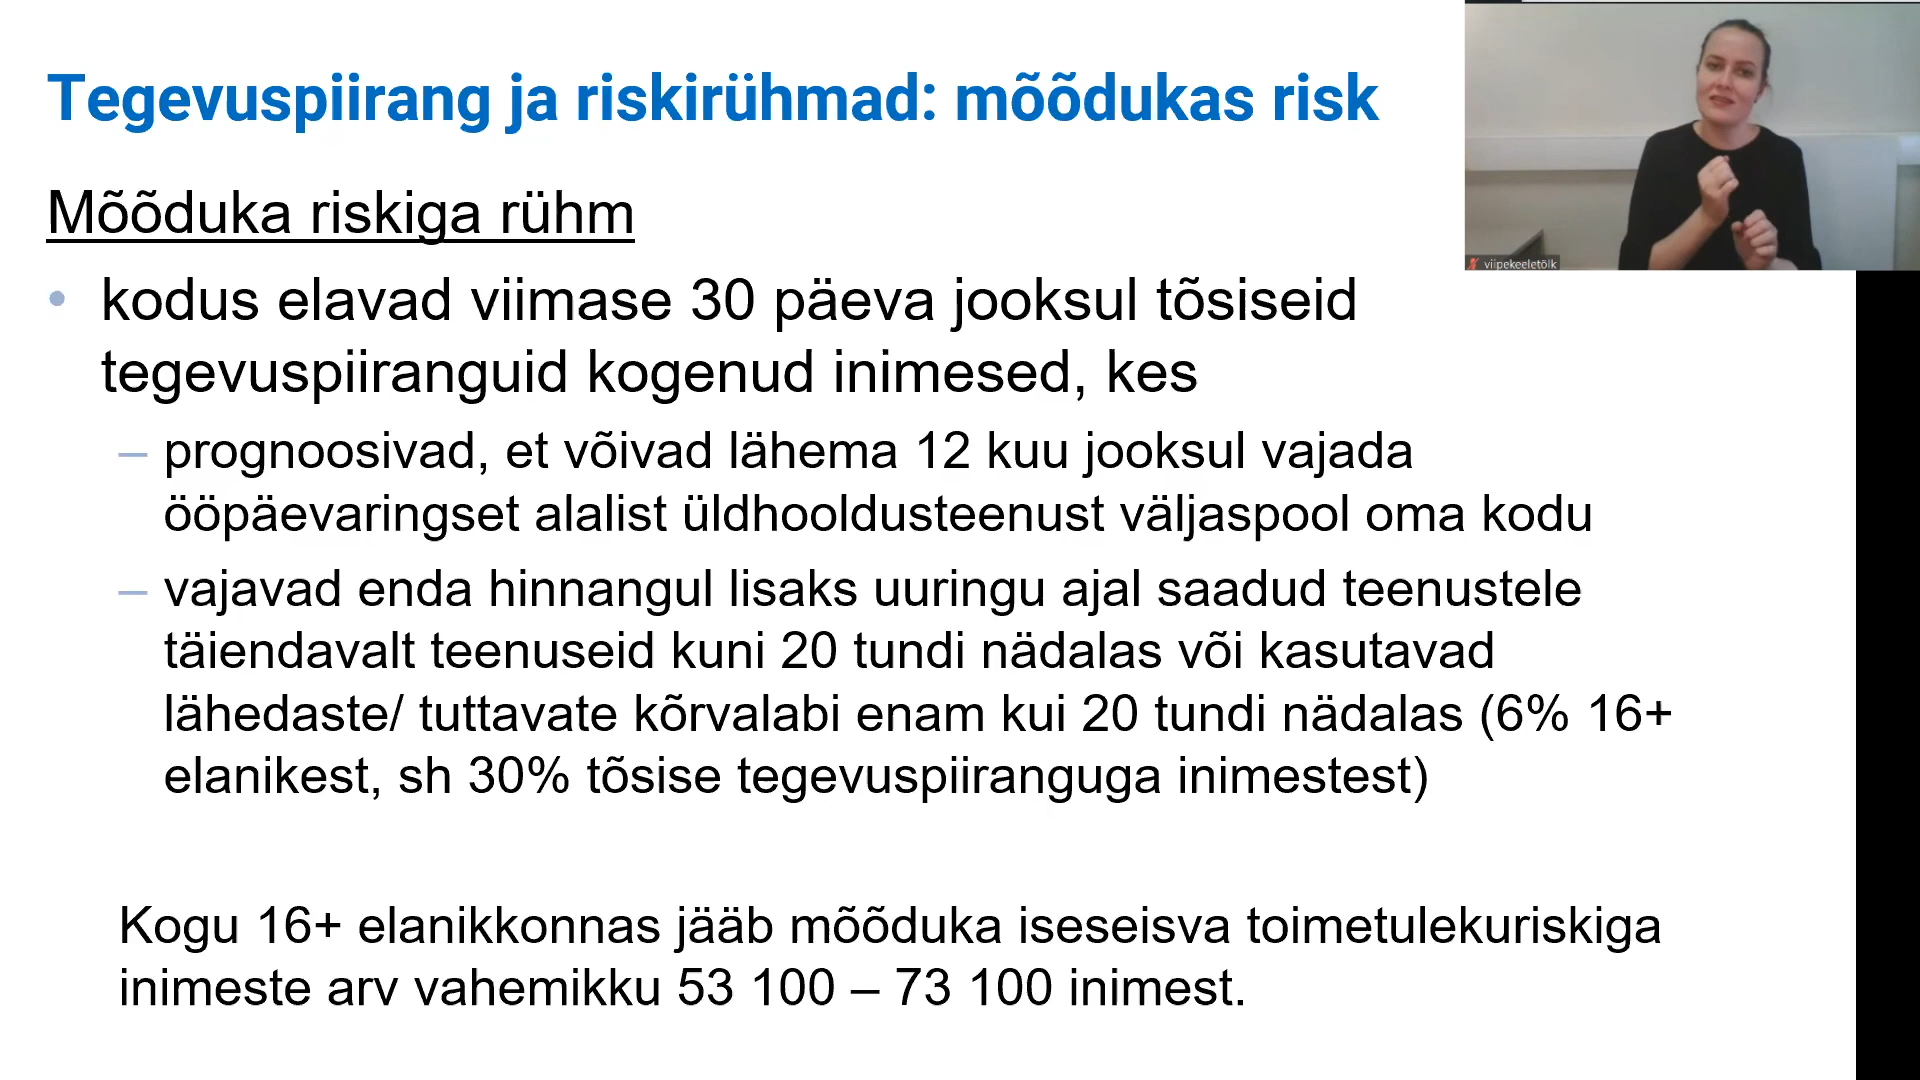 Tegevuspiirang ja riskirühmad: mõõdukas risk
viipekeeletõlk
Mõõduka riskiga rühm
• kodus elavad viimase 30 päeva jooksul tõsiseid
tegevuspiiranguid kogenud inimesed, kes
– prognoosivad, et võivad lähema 12 kuu jooksul vajada
ööpäevaringset alalist üldhooldusteenust väljaspool oma kodu
– vajavad enda hinnangul lisaks uuringu ajal saadud teenustele
täiendavalt teenuseid kuni 20 tundi nädalas või kasutavad
lähedaste/ tuttavate kõrvalabi enam kui 20 tundi nädalas (6% 16+
elanikest, sh 30% tõsise tegevuspiiranguga inimestest)
Kogu 16+ elanikkonnas jääb mõõduka iseseisva toimetulekuriskiga
inimeste arv vahemikku 53 100 – 73 100 inimest.